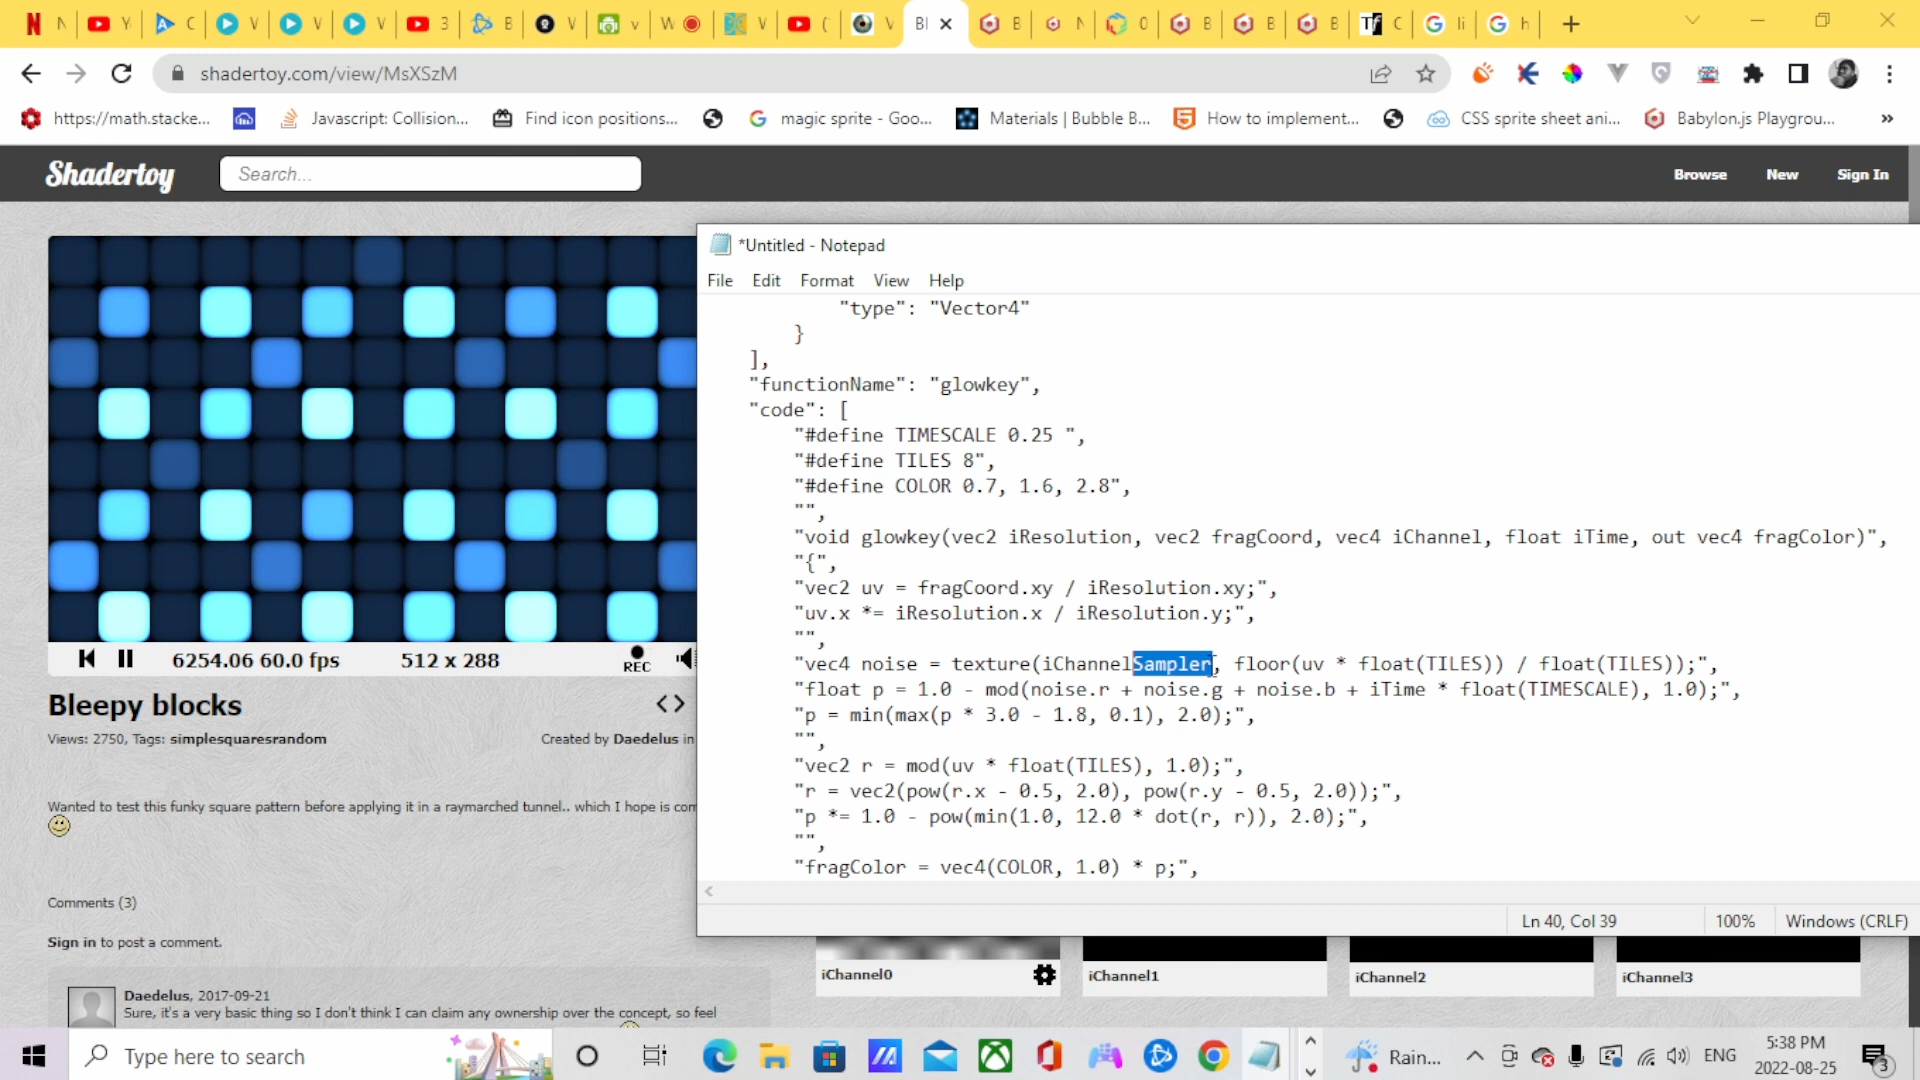 shadertoy.com/view/MsXSzM
https://math.stacke...
Javascript: Collision...
Find icon positions...
magic sprite - Goo...
Materials | Bubble B...
How to implement...
CSS sprite sheet ani...
Babylon.js Playgrou...
»
Shadertoy
Search...
Browse
New
Sign In
*Untitled - Notepad
File Edit Format View Help
"type": "Vector4"
}
],
"functionName": "glowkey",
"code": [
"#define TIMESCALE 0.25 ",
"#define TILES 8",
"#define COLOR 0.7, 1.6, 2.8",
"",
"void glowkey(vec2 iResolution, vec2 fragCoord, vec4 iChannel, float iTime, out vec4 fragColor)",
"{",
"vec2 uv = fragCoord.xy / iResolution.xy;",
"uv.x *= iResolution.x / iResolution.y;",
"",
"vec4 noise = texture(iChannelSampler, floor(uv * float(TILES)) / float(TILES));",
"float p = 1.0 - mod(noise.r + noise.g + noise.b + iTime * float(TIMESCALE), 1.0);",
"p = min(max(p * 3.0 - 1.8, 0.1), 2.0);",
"",
"vec2 r = mod(uv * float(TILES), 1.0);",
"r = vec2(pow(r.x - 0.5, 2.0), pow(r.y - 0.5, 2.0));",
"p *= 1.0 - pow(min(1.0, 12.0 * dot(r, r)), 2.0);",
"",
"fragColor = vec4(COLOR, 1.0) * p;",
Ln 40, Col 39
100%
Windows (CRLF)
6254.06 60.0 fps
512 x 288
REC
Bleepy blocks
Views: 2750, Tags: simplesquaresrandom
Created by Daedelus in
Wanted to test this funky square pattern before applying it in a raymarched tunnel.. which I hope is com
Comments (3)
Sign in to post a comment.
Daedelus, 2017-09-21
Sure, it's a very basic thing so I don't think I can claim any ownership over the concept, so feel
iChannel0
iChannel1
iChannel2
iChannel3
Type here to search
Rain...
ENG
5:38 PM
2022-08-25
3